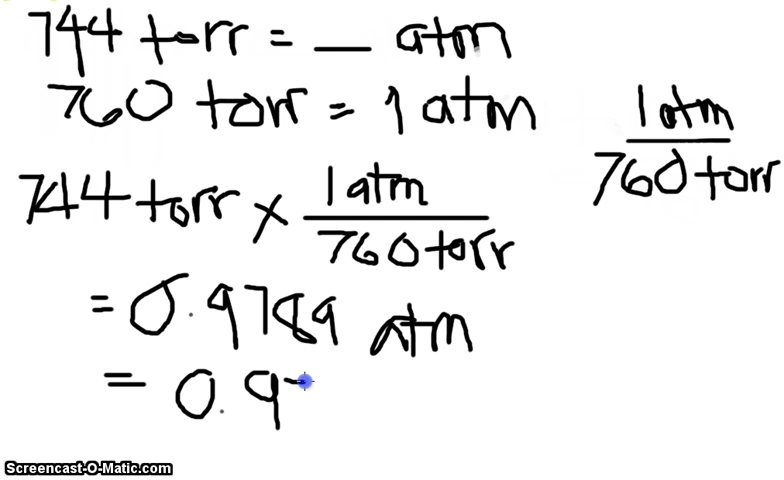 744 torr = __ atm
760 torr = 1 atm
1 atm
760 torr
744 torr × 1 atm
760 torr
= 0.9789 atm
= 0.9
Screencast-O-Matic.com